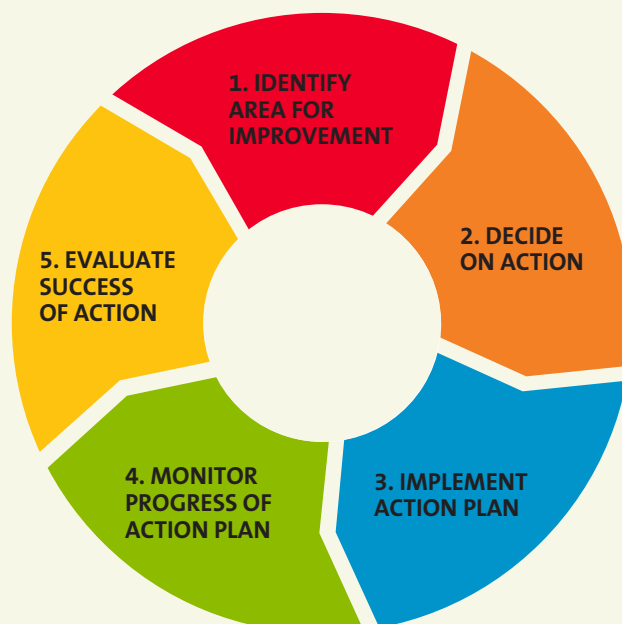 1. IDENTIFY
AREA FOR
IMPROVEMENT
2. DECIDE
ON ACTION
3. IMPLEMENT
ACTION PLAN
4. MONITOR
PROGRESS OF
ACTION PLAN
5. EVALUATE
SUCCESS
OF ACTION